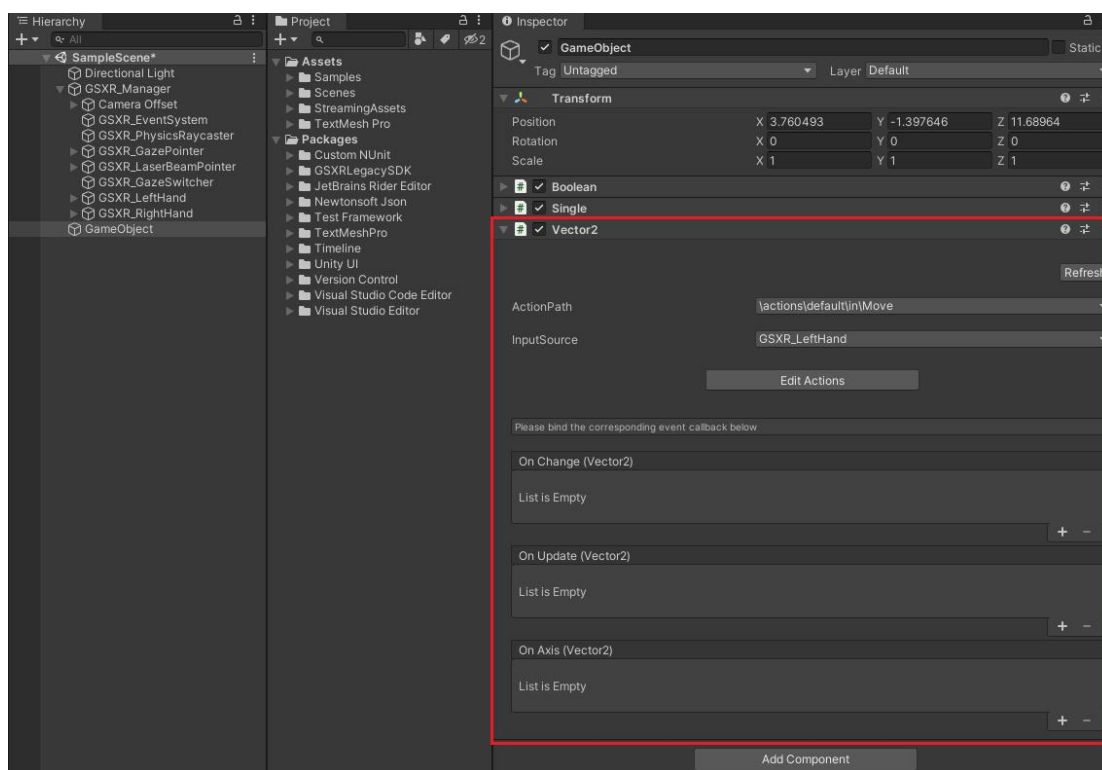 Hierarchy
All
SampleScene*
Directional Light
GSXR_Manager
Camera Offset
GSXR_EventSystem
GSXR_PhysicsRaycaster
GSXR_GazePointer
GSXR_LaserBeamPointer
GSXR_GazeSwitcher
GSXR_LeftHand
GSXR_RightHand
GameObject
Project
2
Assets
Samples
Scenes
StreamingAssets
TextMesh Pro
Packages
Custom NUnit
GSXRLegacySDK
JetBrains Rider Editor
Newtonsoft Json
Test Framework
TextMeshPro
Timeline
Unity UI
Version Control
Visual Studio Code Editor
Visual Studio Editor
Inspector
GameObject Static
Tag Untagged Layer Default
Transform
Position X 3.760493 Y -1.397646 Z 11.68964
Rotation X 0 Y 0 Z 0
Scale X 1 Y 1 Z 1
# Boolean
# Single
# Vector2
Refresh
ActionPath \actions\default\in\Move
InputSource GSXR_LeftHand
Edit Actions
Please bind the corresponding event callback below
On Change (Vector2)
List is Empty
+ -
On Update (Vector2)
List is Empty
+ -
On Axis (Vector2)
List is Empty
+ -
Add Component